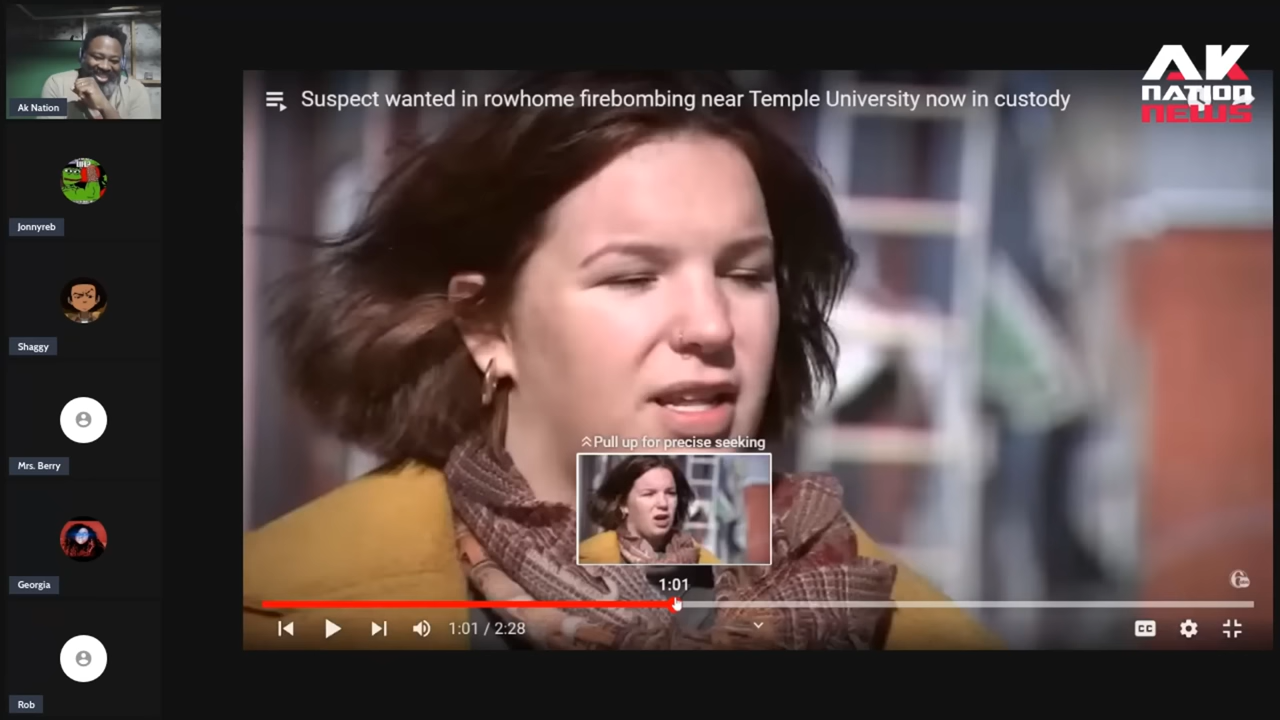 Ak Nation
Jonnyreb
Shaggy
Mrs. Berry
Georgia
Rob
Suspect wanted in rowhome firebombing near Temple University now in custody
AK
NATION
NEWS
Pull up for precise seeking
1:01
1:01 / 2:28
CC